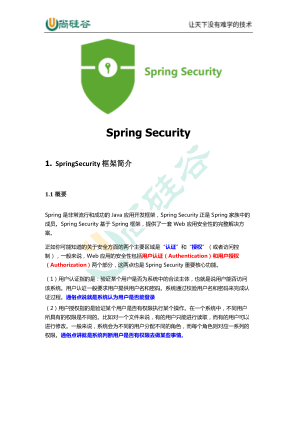 尚硅谷
让天下没有难学的技术
Spring Security
Spring Security
1. SpringSecurity 框架简介
1.1 概要
Spring 是非常流行和成功的 Java 应用开发框架，Spring Security 正是 Spring 家族中的
成员。Spring Security 基于 Spring 框架，提供了一套 Web 应用安全性的完整解决方
案。
正如你可能知道的关于安全方面的两个主要区域是“认证”和“授权”（或者访问控
制），一般来说，Web 应用的安全性包括用户认证（Authentication）和用户授权
（Authorization）两个部分，这两点也是 Spring Security 重要核心功能。
（1）用户认证指的是：验证某个用户是否为系统中的合法主体，也就是说用户能否访问
该系统。用户认证一般要求用户提供用户名和密码。系统通过校验用户名和密码来完成认
证过程。通俗点说就是系统认为用户是否能登录
（2）用户授权指的是验证某个用户是否有权限执行某个操作。在一个系统中，不同用户
所具有的权限是不同的。比如对一个文件来说，有的用户只能进行读取，而有的用户可以
进行修改。一般来说，系统会为不同的用户分配不同的角色，而每个角色则对应一系列的
权限。通俗点讲就是系统判断用户是否有权限去做某些事情。